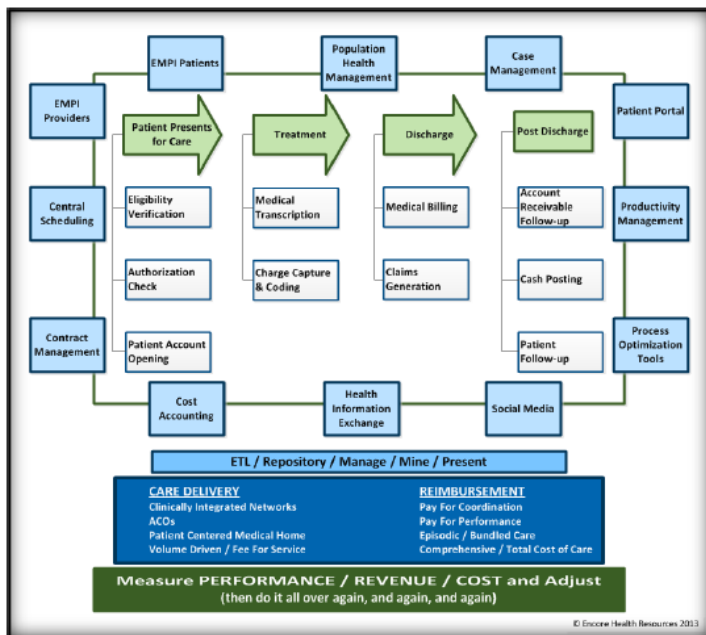 EMPI Patients
Population
Health
Management
Case
Management
EMPI
Providers
Patient Portal
Patient Presents
for Care
Treatment
Discharge
Post Discharge
Central
Scheduling
Eligibility
Verification
Medical
Transcription
Medical Billing
Account
Receivable
Follow-up
Productivity
Management
Authorization
Check
Charge Capture
& Coding
Claims
Generation
Cash Posting
Contract
Management
Patient Account
Opening
Patient
Follow-up
Process
Optimization
Tools
Cost
Accounting
Health
Information
Exchange
Social Media
ETL / Repository / Manage / Mine / Present
CARE DELIVERY
Clinically Integrated Networks
ACOs
Patient Centered Medical Home
Volume Driven / Fee For Service
REIMBURSEMENT
Pay For Coordination
Pay For Performance
Episodic / Bundled Care
Comprehensive / Total Cost of Care
Measure PERFORMANCE / REVENUE / COST and Adjust
(then do it all over again, and again, and again)
© Encore Health Resources 2013